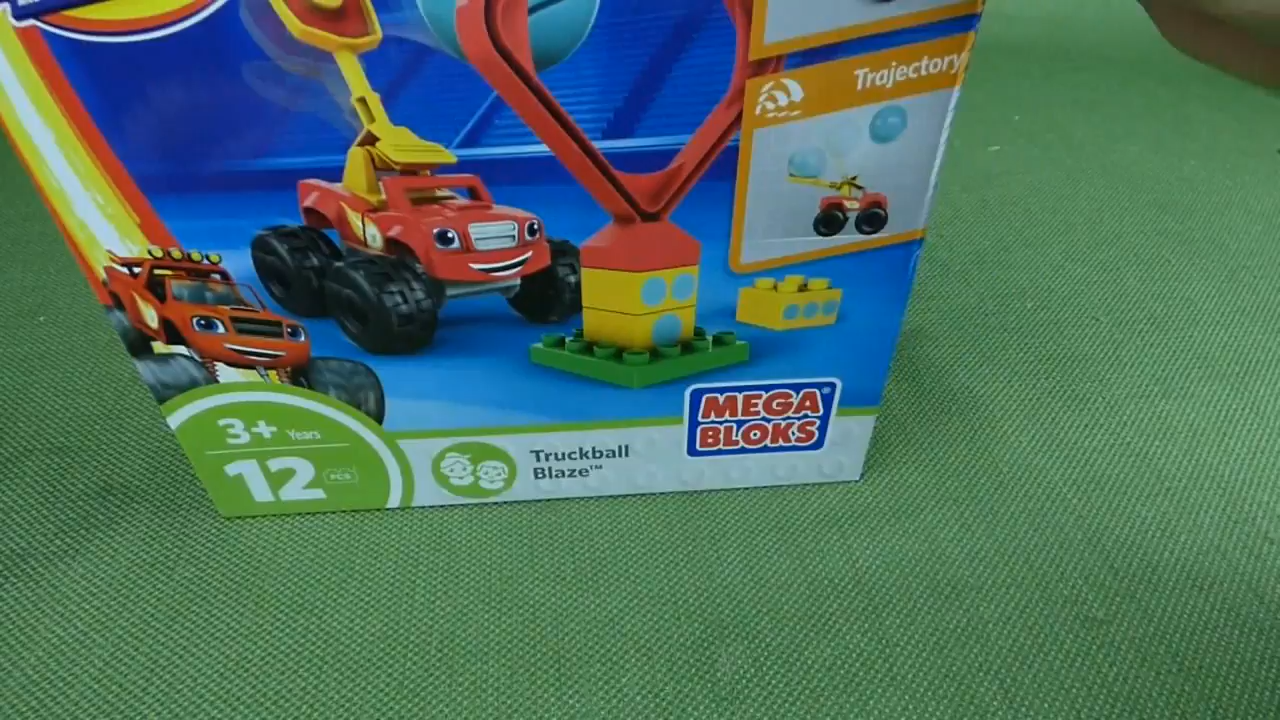 Trajectory
MEGA
BLOKS®
3+ Years
12 PCS
Truckball
Blaze™